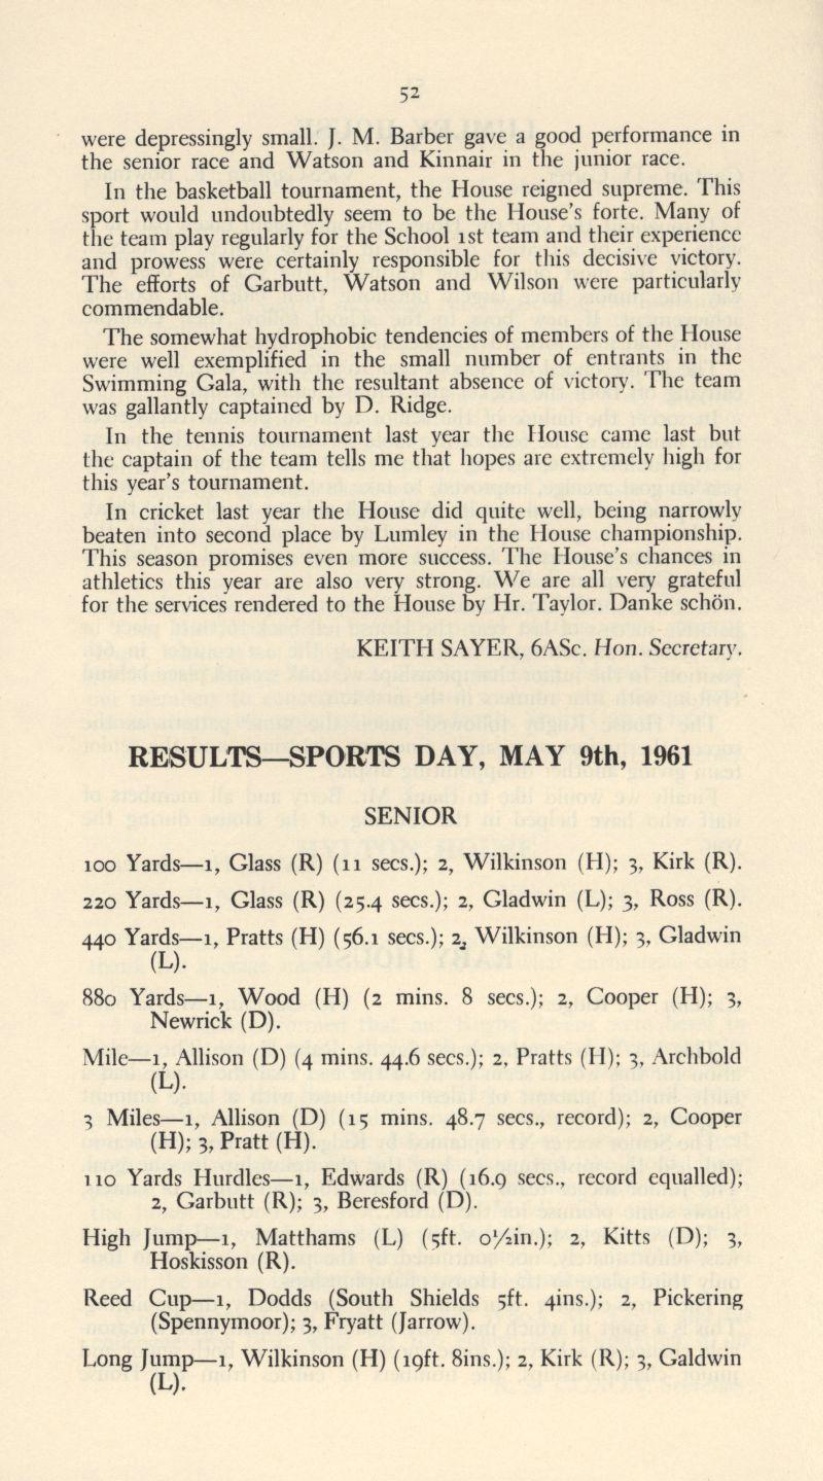 52
were depressingly small. J. M. Barber gave a good performance in
the senior race and Watson and Kinnair in the junior race.
In the basketball tournament, the House reigned supreme. This
sport would undoubtedly seem to be the House's forte. Many of
the team play regularly for the School 1st team and their experience
and prowess were certainly responsible for this decisive victory.
The efforts of Garbutt, Watson and Wilson were particularly
commendable.
The somewhat hydrophobic tendencies of members of the House
were well exemplified in the small number of entrants in the
Swimming Gala, with the resultant absence of victory. The team
was gallantly captained by D. Ridge.
In the tennis tournament last year the House came last but
the captain of the team tells me that hopes are extremely high for
this year's tournament.
In cricket last year the House did quite well, being narrowly
beaten into second place by Lumley in the House championship.
This season promises even more success. The House's chances in
athletics this year are also very strong. We are all very grateful
for the services rendered to the House by Hr. Taylor. Danke schön.
KEITH SAYER, 6ASc. Hon. Secretary.
RESULTS—SPORTS DAY, MAY 9th, 1961
SENIOR
100 Yards—1, Glass (R) (11 secs.); 2, Wilkinson (H); 3, Kirk (R).
220 Yards—1, Glass (R) (25.4 secs.); 2, Gladwin (L); 3, Ross (R).
440 Yards—1, Pratts (H) (56.1 secs.); 2, Wilkinson (H); 3, Gladwin
(L).
880 Yards—1, Wood (H) (2 mins. 8 secs.); 2, Cooper (H); 3,
Newrick (D).
Mile—1, Allison (D) (4 mins. 44.6 secs.); 2, Pratts (H); 3, Archbold
(L).
3 Miles—1, Allison (D) (15 mins. 48.7 secs., record); 2, Cooper
(H); 3, Pratt (H).
110 Yards Hurdles—1, Edwards (R) (16.9 secs., record equalled);
2, Garbutt (R); 3, Beresford (D).
High Jump—1, Matthams (L) (5ft. 0½in.); 2, Kitts (D); 3,
Hoskisson (R).
Reed Cup—1, Dodds (South Shields 5ft. 4ins.); 2, Pickering
(Spennymoor); 3, Fryatt (Jarrow).
Long Jump—1, Wilkinson (H) (19ft. 8ins.); 2, Kirk (R); 3, Galdwin
(L).